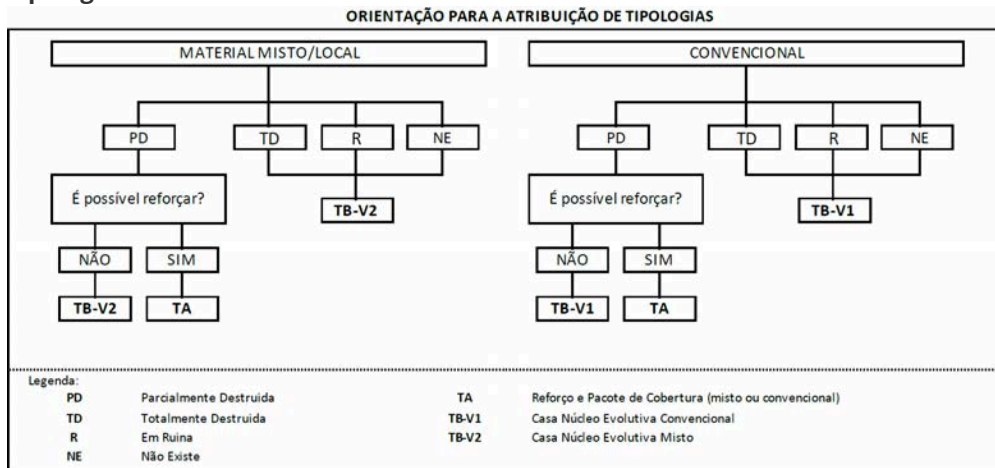 ORIENTAÇÃO PARA A ATRIBUIÇÃO DE TIPOLOGIAS
MATERIAL MISTO/LOCAL
PD TD R NE
É possível reforçar?
TB-V2
NÃO SIM
TB-V2 TA
CONVENCIONAL
PD TD R NE
É possível reforçar?
TB-V1
NÃO SIM
TB-V1 TA
Legenda:
PD Parcialmente Destruida
TD Totalmente Destruida
R Em Ruina
NE Não Existe
TA Reforço e Pacote de Cobertura (misto ou convencional)
TB-V1 Casa Núcleo Evolutiva Convencional
TB-V2 Casa Núcleo Evolutiva Misto